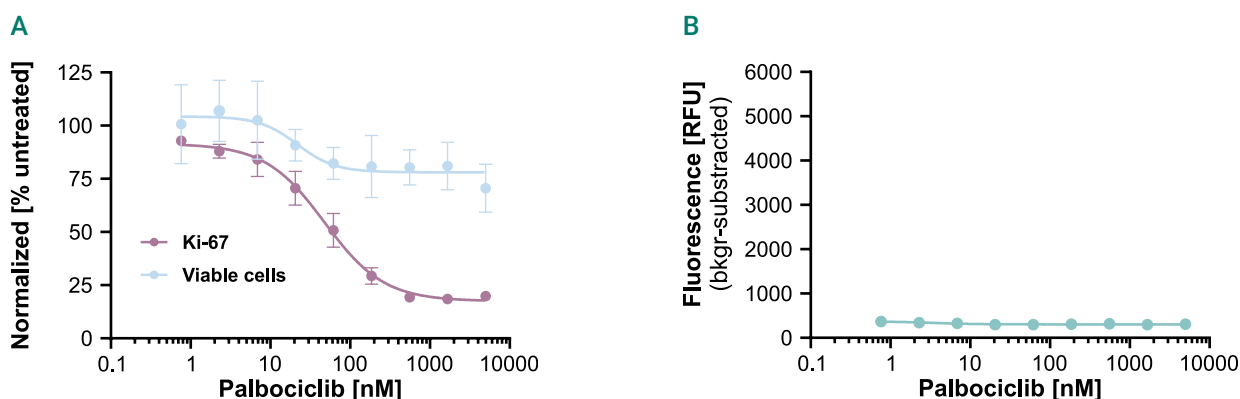 A
Normalized [% untreated]
125
100
75
50
25
0
Ki-67
Viable cells
0.1
1
10
100
1000
10000
Palbociclib [nM]
B
Fluorescence [RFU]
(bkgr-substracted)
6000
5000
4000
3000
2000
1000
0
0.1
1
10
100
1000
10000
Palbociclib [nM]